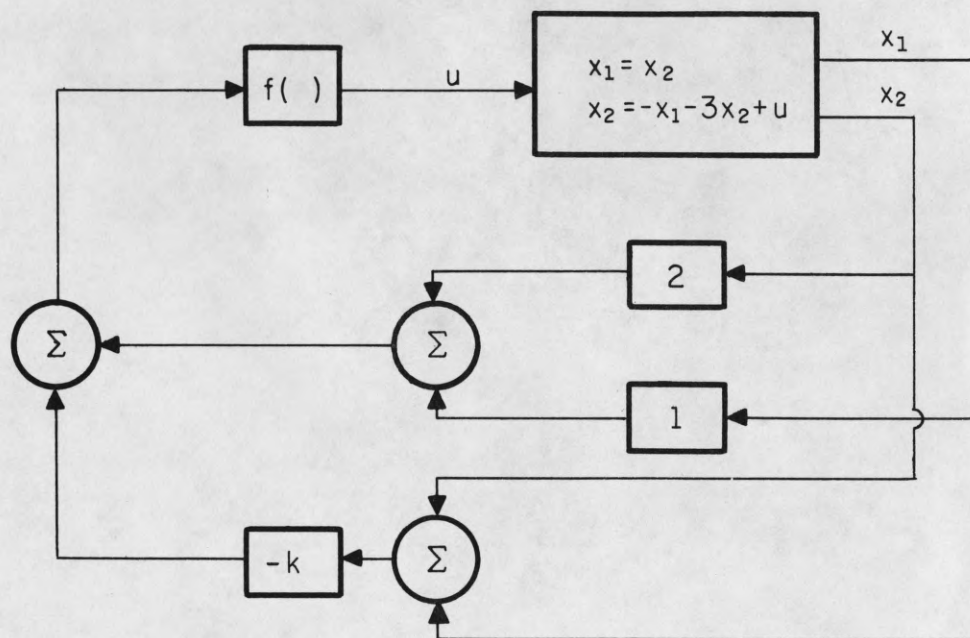 f( )
u
x₁ = x₂
x₂ = -x₁-3x₂+u
x₁
x₂
2
Σ
Σ
1
-k
Σ